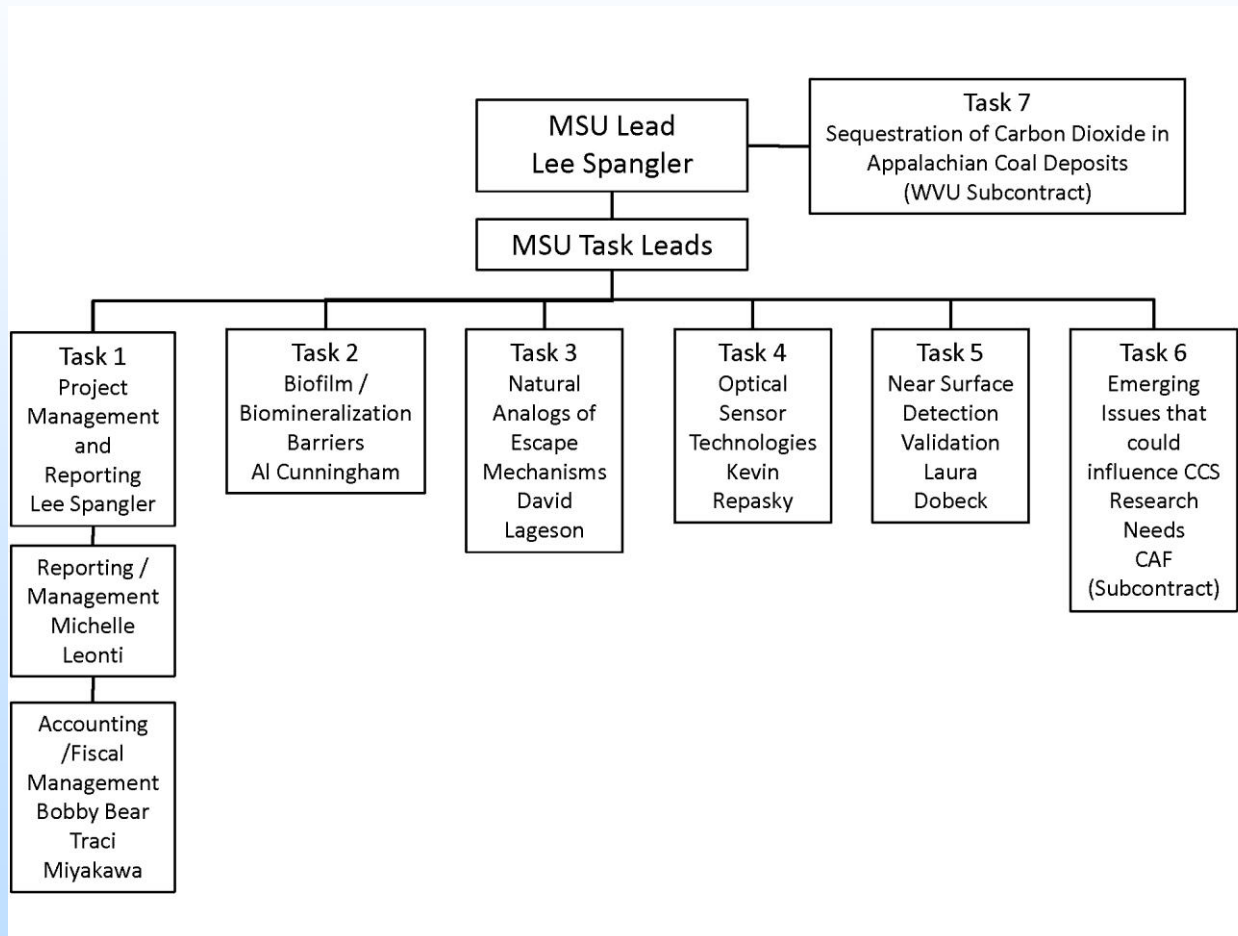 MSU Lead
Lee Spangler
Task 7
Sequestration of Carbon Dioxide in
Appalachian Coal Deposits
(WVU Subcontract)
MSU Task Leads
Task 1
Project
Management
and
Reporting
Lee Spangler
Task 2
Biofilm /
Biomineralization
Barriers
Al Cunningham
Task 3
Natural
Analogs of
Escape
Mechanisms
David
Lageson
Task 4
Optical
Sensor
Technologies
Kevin
Repasky
Task 5
Near Surface
Detection
Validation
Laura
Dobeck
Task 6
Emerging
Issues that
could
influence CCS
Research
Needs
CAF
(Subcontract)
Reporting /
Management
Michelle
Leonti
Accounting
/Fiscal
Management
Bobby Bear
Traci
Miyakawa